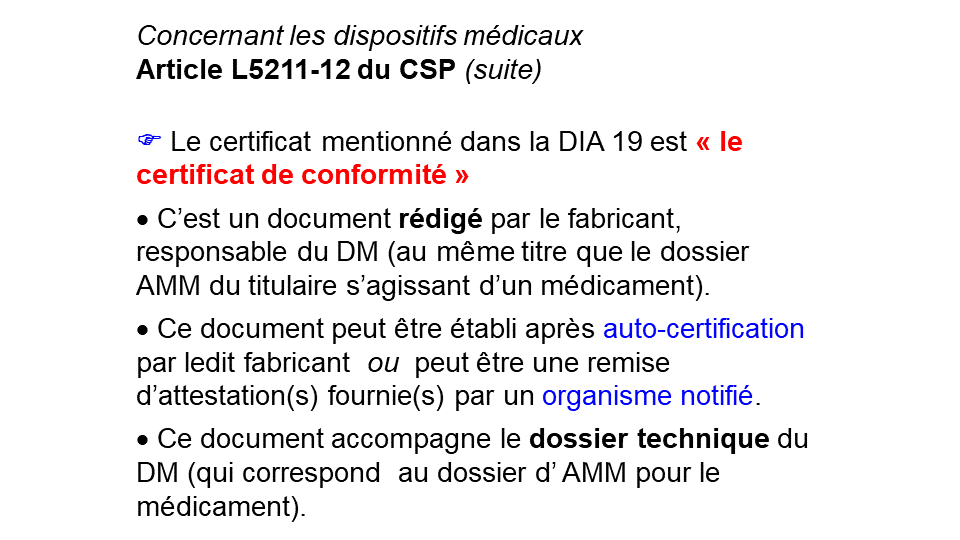 Concernant les dispositifs médicaux
Article L5211-12 du CSP (suite)
☞ Le certificat mentionné dans la DIA 19 est « le
certificat de conformité »
• C’est un document rédigé par le fabricant,
responsable du DM (au même titre que le dossier
AMM du titulaire s’agissant d’un médicament).
• Ce document peut être établi après auto-certification
par ledit fabricant ou peut être une remise
d’attestation(s) fournie(s) par un organisme notifié.
• Ce document accompagne le dossier technique du
DM (qui correspond au dossier d’ AMM pour le
médicament).